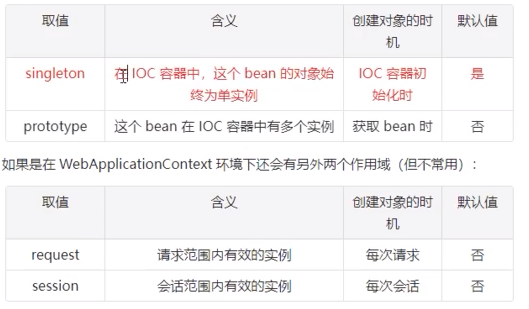 取值 含义 创建对象的时机 默认值
singleton 在 IOC 容器中，这个 bean 的对象始终为单实例 IOC 容器初始化时 是
prototype 这个 bean 在 IOC 容器中有多个实例 获取 bean 时 否
如果是在 WebApplicationContext 环境下还会有另外两个作用域（但不常用）：
取值 含义 创建对象的时机 默认值
request 请求范围内有效的实例 每次请求 否
session 会话范围内有效的实例 每次会话 否